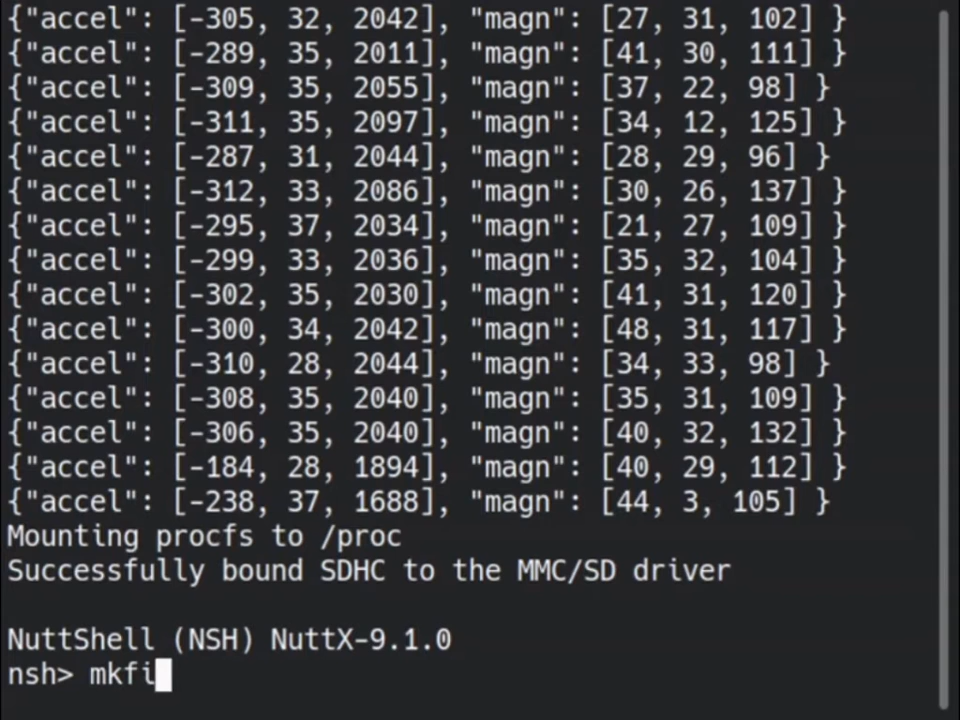 {"accel": [-305, 32, 2042], "magn": [27, 31, 102] }
{"accel": [-289, 35, 2011], "magn": [41, 30, 111] }
{"accel": [-309, 35, 2055], "magn": [37, 22, 98] }
{"accel": [-311, 35, 2097], "magn": [34, 12, 125] }
{"accel": [-287, 31, 2044], "magn": [28, 29, 96] }
{"accel": [-312, 33, 2086], "magn": [30, 26, 137] }
{"accel": [-295, 37, 2034], "magn": [21, 27, 109] }
{"accel": [-299, 33, 2036], "magn": [35, 32, 104] }
{"accel": [-302, 35, 2030], "magn": [41, 31, 120] }
{"accel": [-300, 34, 2042], "magn": [48, 31, 117] }
{"accel": [-310, 28, 2044], "magn": [34, 33, 98] }
{"accel": [-308, 35, 2040], "magn": [35, 31, 109] }
{"accel": [-306, 35, 2040], "magn": [40, 32, 132] }
{"accel": [-184, 28, 1894], "magn": [40, 29, 112] }
{"accel": [-238, 37, 1688], "magn": [44, 3, 105] }
Mounting procfs to /proc
Successfully bound SDHC to the MMC/SD driver
NuttShell (NSH) NuttX-9.1.0
nsh> mkfi